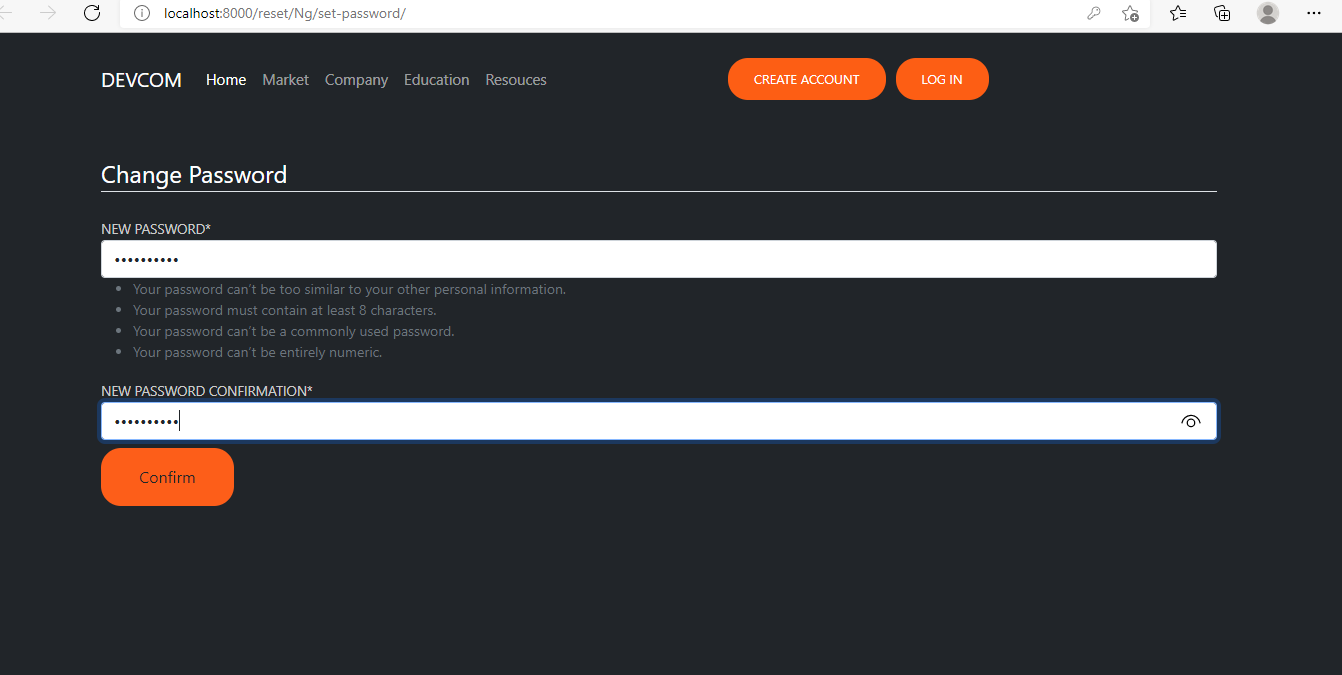 localhost:8000/reset/Ng/set-password/
DEVCOM Home Market Company Education Resouces CREATE ACCOUNT LOG IN
Change Password
NEW PASSWORD*
••••••••••
• Your password can't be too similar to your other personal information.
• Your password must contain at least 8 characters.
• Your password can't be a commonly used password.
• Your password can't be entirely numeric.
NEW PASSWORD CONFIRMATION*
••••••••••
Confirm